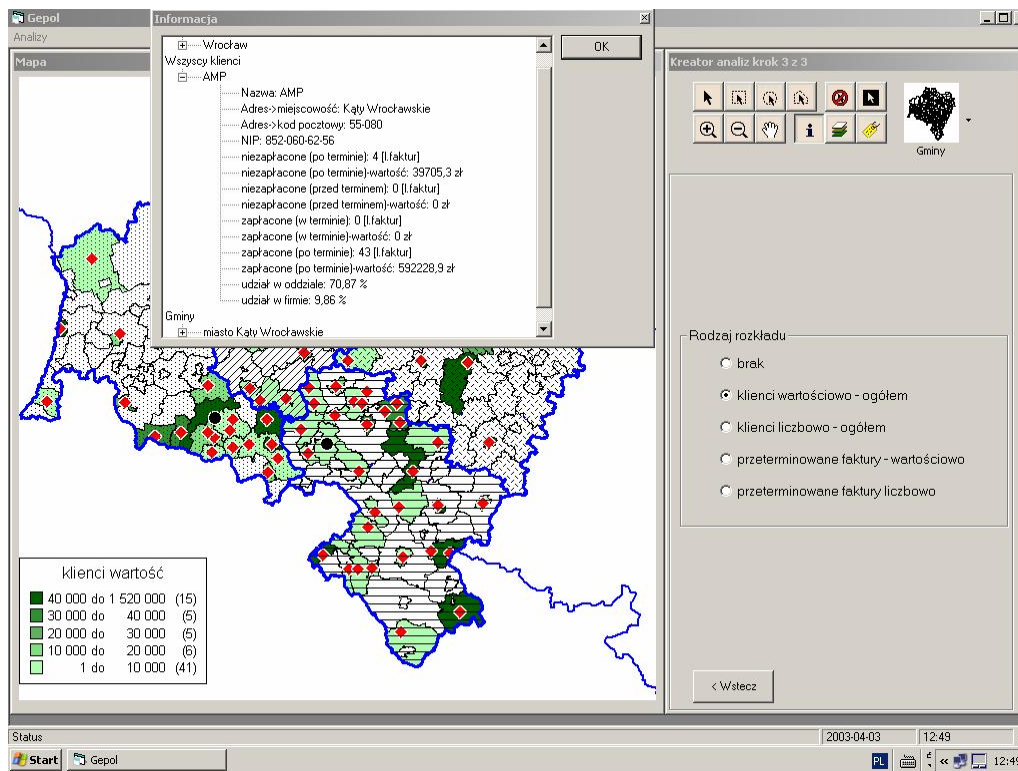 Gepol
Analizy
Mapa
Informacja
OK
Wrocław
Wszyscy klienci
AMP
Nazwa: AMP
Adres->miejscowość: Kąty Wrocławskie
Adres->kod pocztowy: 55-080
NIP: 852-060-62-56
niezapłacone (po terminie): 4 [l.faktur]
niezapłacone (po terminie)-wartość: 39705,3 zł
niezapłacone (przed terminem): 0 [l.faktur]
niezapłacone (przed terminem)-wartość: 0 zł
zapłacone (w terminie): 0 [l.faktur]
zapłacone (w terminie)-wartość: 0 zł
zapłacone (po terminie): 43 [l.faktur]
zapłacone (po terminie)-wartość: 592228,9 zł
udział w oddziale: 70,87 %
udział w firmie: 9,86 %
Gminy
miasto Kąty Wrocławskie
Kreator analiz krok 3 z 3
Gminy
Rodzaj rozkładu
brak
klienci wartościowo - ogółem
klienci liczbowo - ogółem
przeterminowane faktury - wartościowo
przeterminowane faktury liczbowo
klienci wartość
40 000 do 1 520 000 (15)
30 000 do 40 000 (5)
20 000 do 30 000 (5)
10 000 do 20 000 (6)
1 do 10 000 (41)
< Wstecz
Status
2003-04-03
12:49
Start
Gepol
PL
«
12:49